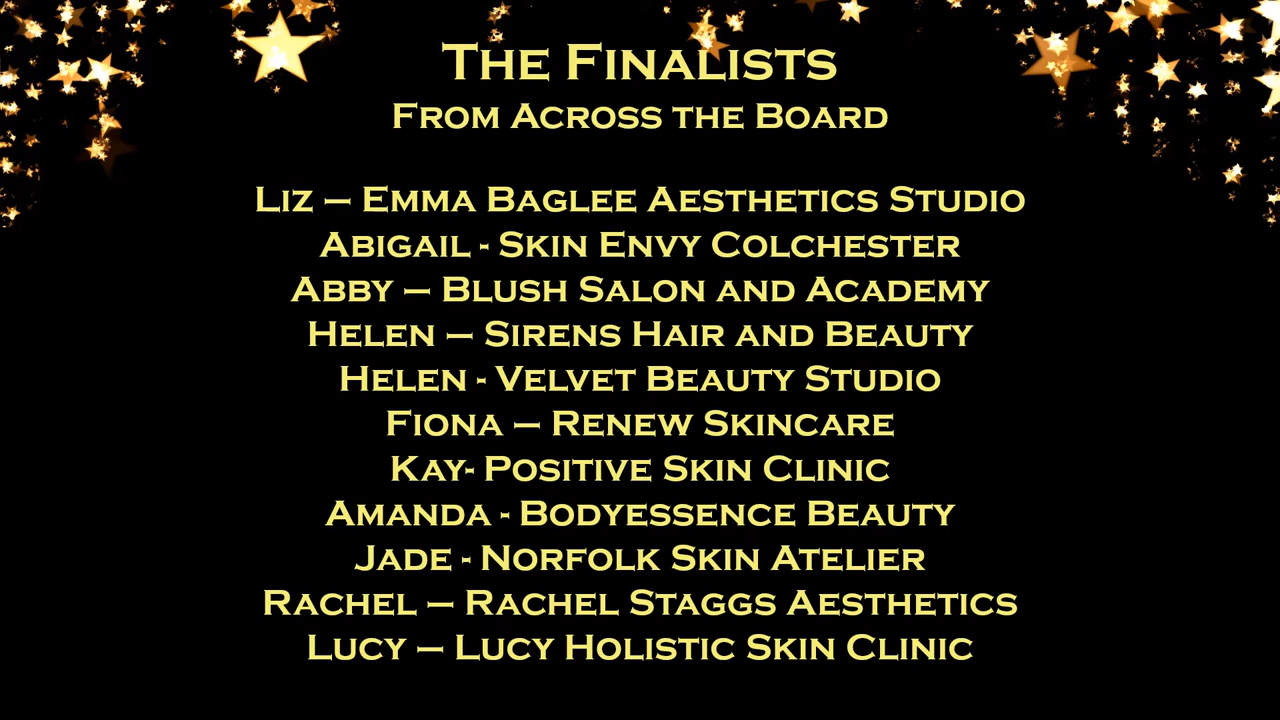 The Finalists
From Across the Board
Liz – Emma Baglee Aesthetics Studio
Abigail - Skin Envy Colchester
Abby – Blush Salon and Academy
Helen – Sirens Hair and Beauty
Helen - Velvet Beauty Studio
Fiona – Renew Skincare
Kay- Positive Skin Clinic
Amanda - Bodyessence Beauty
Jade - Norfolk Skin Atelier
Rachel – Rachel Staggs Aesthetics
Lucy – Lucy Holistic Skin Clinic